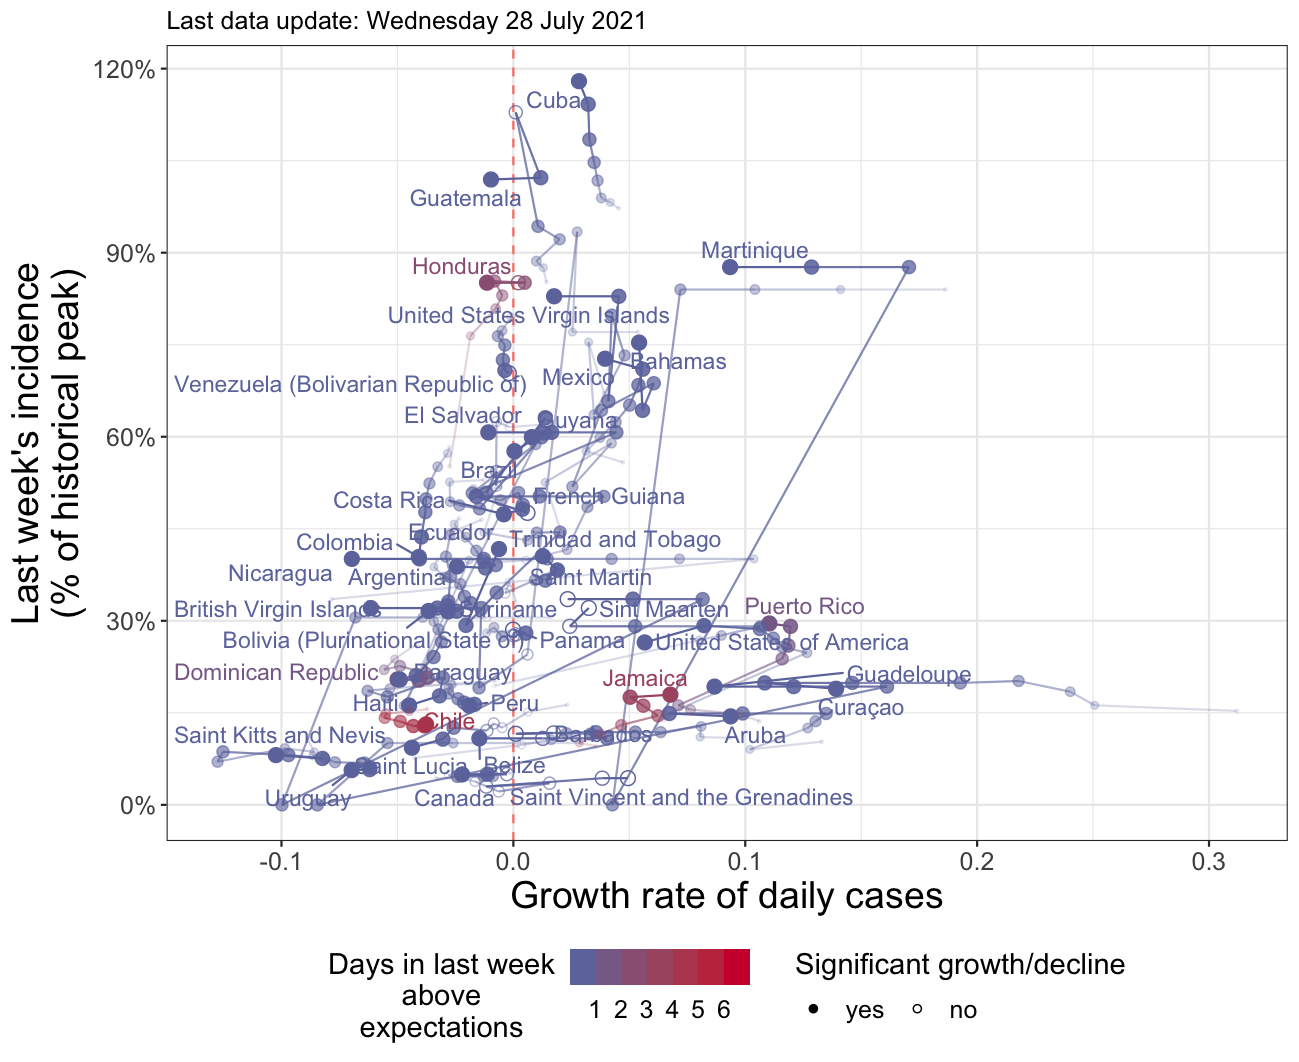 Last data update: Wednesday 28 July 2021
120%
Cuba
Guatemala
90%
Martinique
Honduras
United States Virgin Islands
Bahamas
Mexico
Venezuela (Bolivarian Republic of)
El Salvador
Guyana
60%
Brazil
Costa Rica
French Guiana
Ecuador
Trinidad and Tobago
Colombia
Nicaragua
Argentina
Saint Martin
British Virgin Islands
Suriname
Sint Maarten
Puerto Rico
30%
Bolivia (Plurinational State of)
Panama
United States of America
Dominican Republic
Paraguay
Jamaica
Guadeloupe
Haiti
Peru
Curaçao
Chile
Saint Kitts and Nevis
Barbados
Aruba
Saint Lucia
Belize
Uruguay
Canada
Saint Vincent and the Grenadines
0%
-0.1
0.0
0.1
0.2
0.3
Last week's incidence
(% of historical peak)
Growth rate of daily cases
Days in last week
above
expectations
1 2 3 4 5 6
Significant growth/decline
yes
no